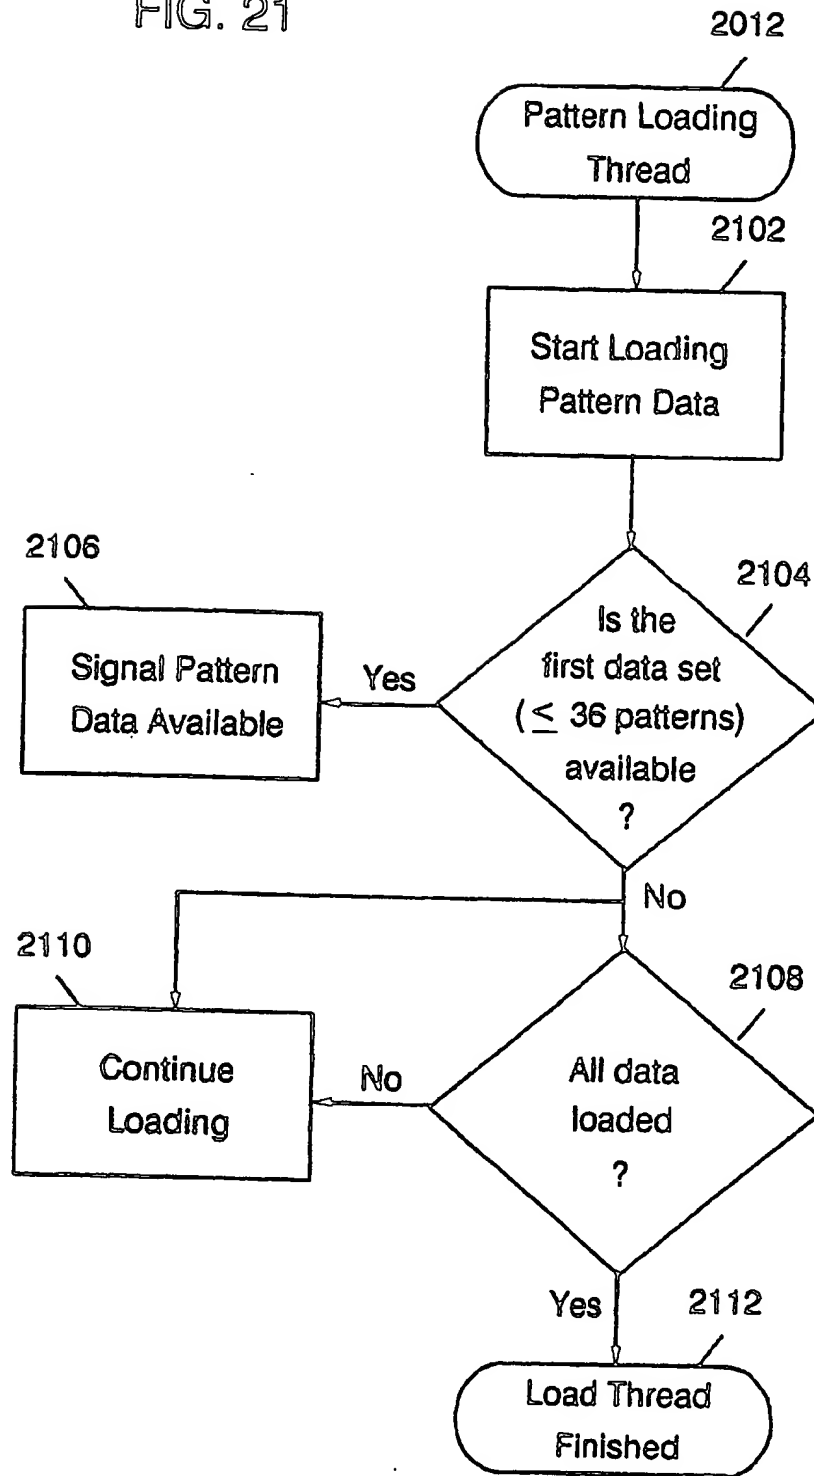 FIG. 21
2012
Pattern Loading
Thread
2102
Start Loading
Pattern Data
2106
Signal Pattern
Data Available
Yes
2104
Is the
first data set
(≤ 36 patterns)
available
?
No
2110
Continue
Loading
No
2108
All data
loaded
?
Yes
2112
Load Thread
Finished